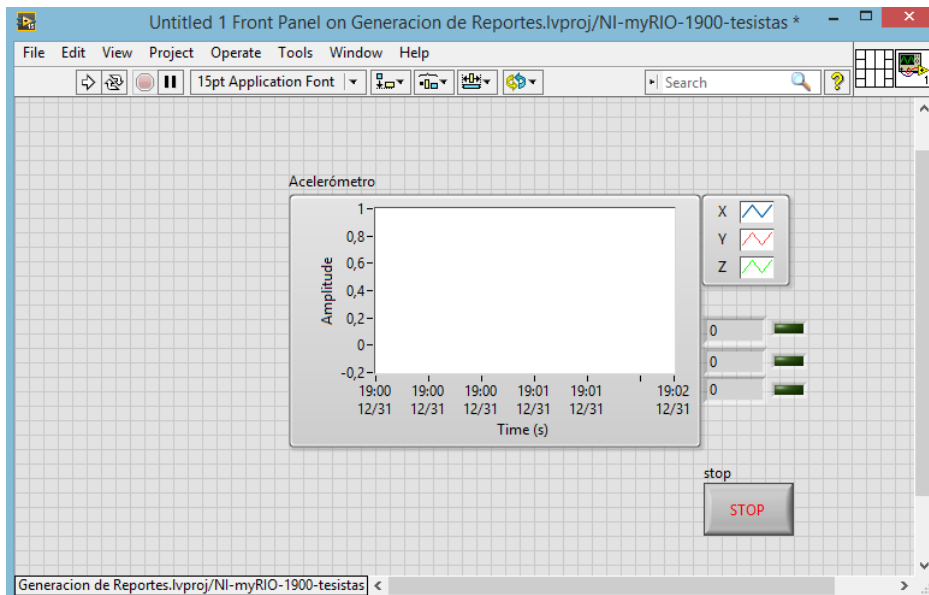 Untitled 1 Front Panel on Generacion de Reportes.lvproj/NI-myRIO-1900-tesistas *
File Edit View Project Operate Tools Window Help
15pt Application Font
Search
?
1
Acelerómetro
1
0,8
0,6
0,4
0,2
0
-0,2
Amplitude
19:00 19:00 19:00 19:01 19:01 19:02
12/31 12/31 12/31 12/31 12/31 12/31
Time (s)
X
Y
Z
0
0
0
stop
STOP
Generacion de Reportes.lvproj/NI-myRIO-1900-tesistas